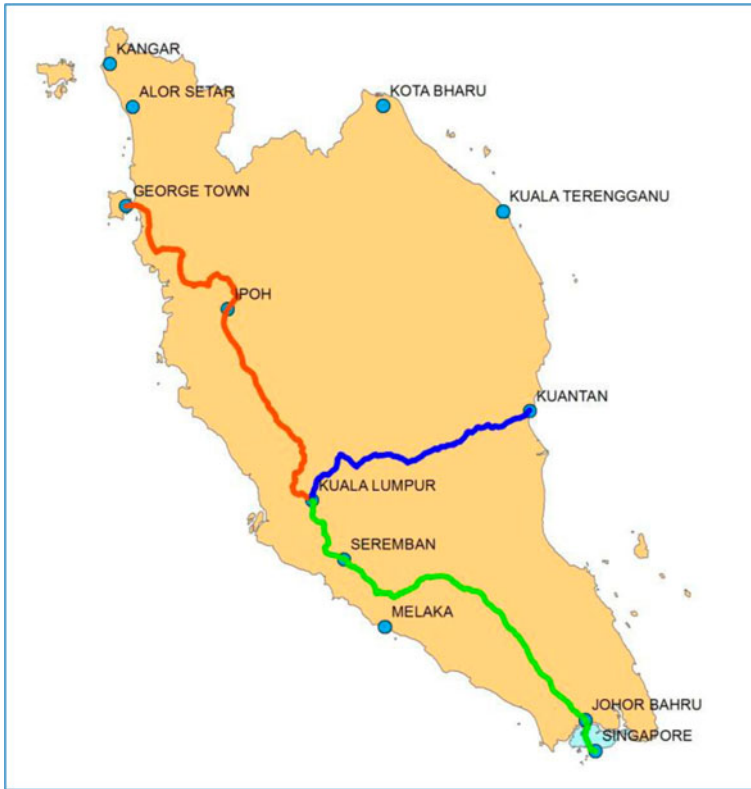 KANGAR
ALOR SETAR
KOTA BHARU
GEORGE TOWN
KUALA TERENGGANU
IPOH
KUANTAN
KUALA LUMPUR
SEREMBAN
MELAKA
JOHOR BAHRU
SINGAPORE